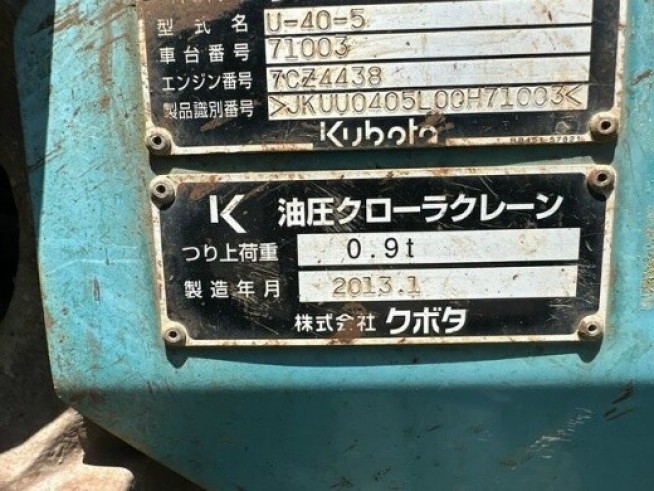 型式名 U-40-5
車台番号 71003
エンジン番号 7CZ4438
製品識別番号 >JKUU0405L00H71003<
Kubota
油圧クローラクレーン
つり上荷重 0.9t
製造年月 2013.1
株式会社 クボタ